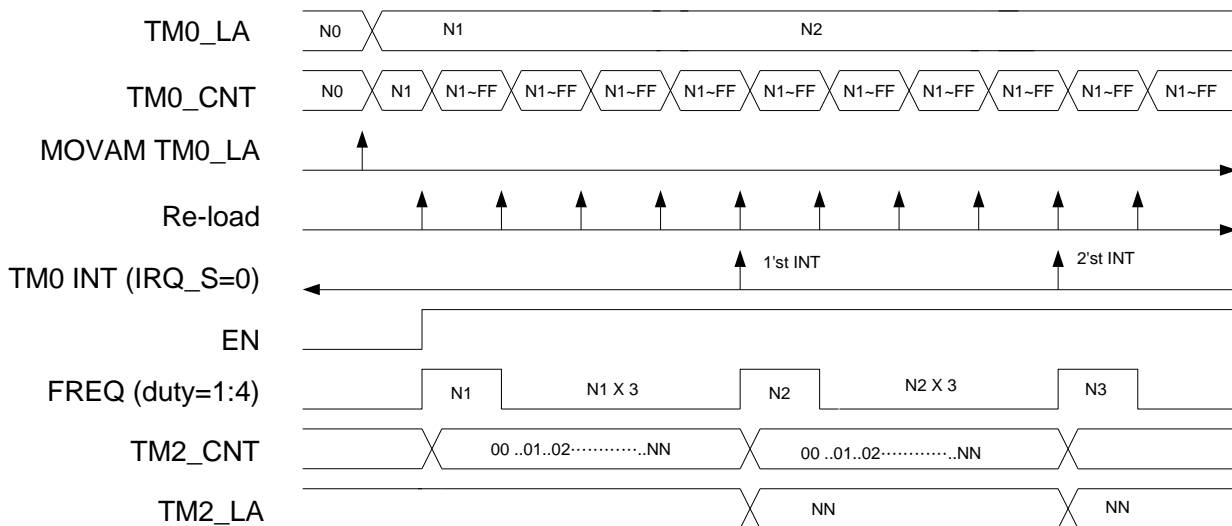 TM0_LA N0 N1 N2
TM0_CNT N0 N1 N1~FF N1~FF N1~FF N1~FF N1~FF N1~FF N1~FF N1~FF N1~FF N1~FF
MOVAM TM0_LA
Re-load
TM0 INT (IRQ_S=0) 1'st INT 2'st INT
EN
FREQ (duty=1:4) N1 N1 X 3 N2 N2 X 3 N3
TM2_CNT 00 ..01..02············..NN 00 ..01..02············..NN
TM2_LA NN NN